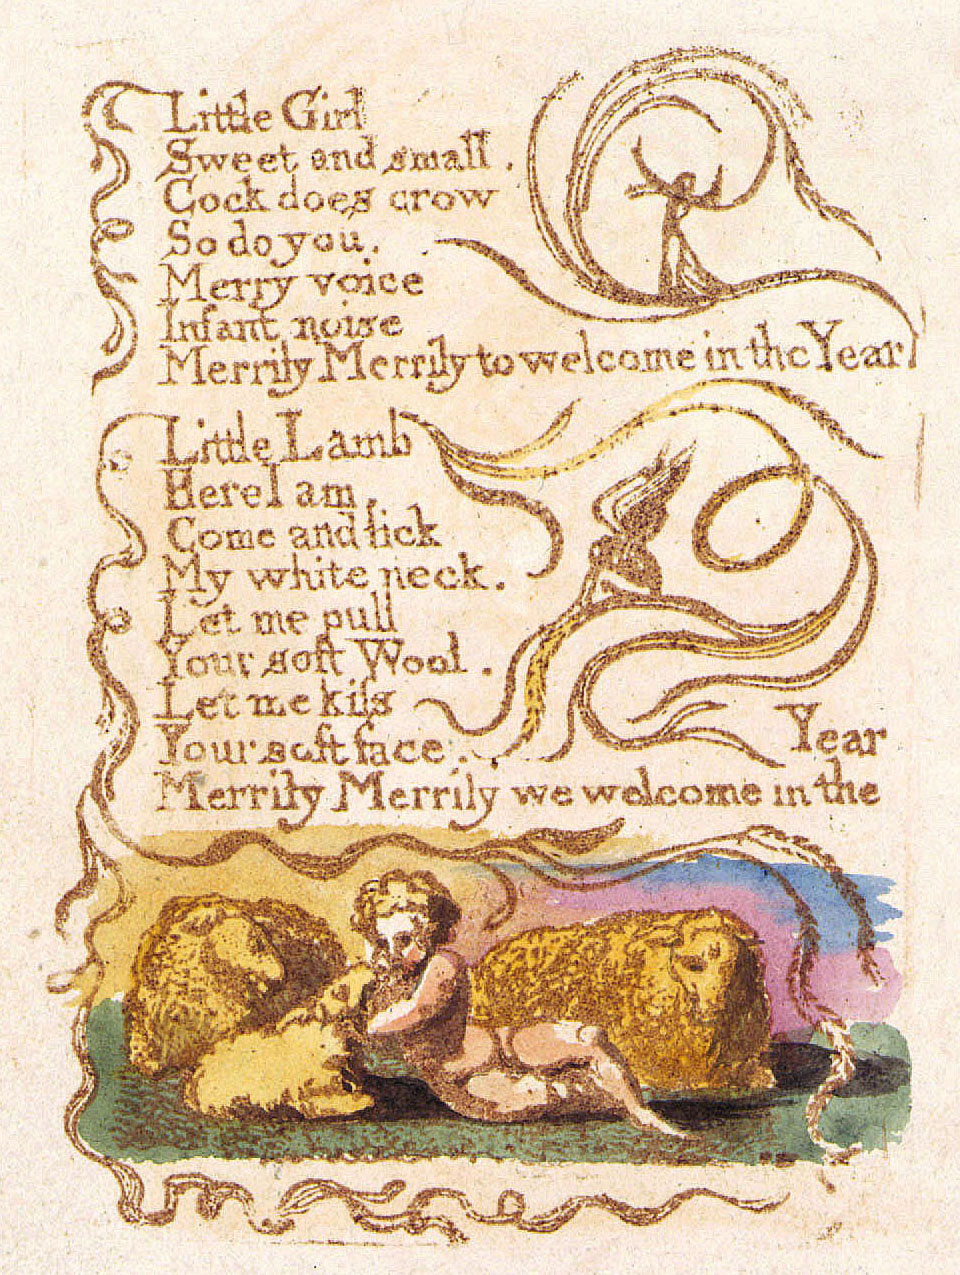 Little Girl
Sweet and small.
Cock does crow
So do you.
Merry voice
Infant noise
Merrily Merrily to welcome in the Year
Little Lamb
Here I am,
Come and lick
My white neck.
Let me pull
Your soft Wool.
Let me kiss
Your soft face.
Merrily Merrily we welcome in the
Year